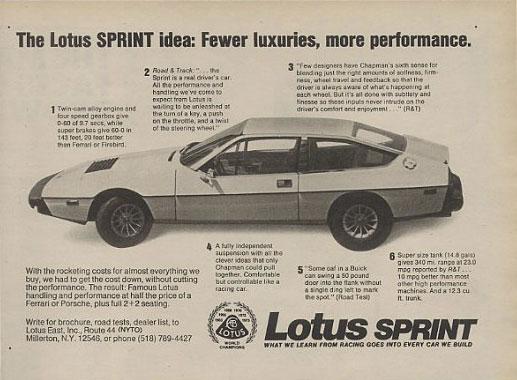 The Lotus SPRINT idea: Fewer luxuries, more performance.
1 Twin-cam alloy engine and
four speed gearbox give
0-60 of 9.7 secs, while
super brakes give 60-0 in
143 feet, 20 feet better
than Ferrari or Firebird.
2 Road & Track: "... the
Sprint is a real driver's car.
All the performance and
handling we've come to
expect from Lotus is
waiting to be unleashed at
the turn of a key, a push
on the throttle, and a twist
of the steering wheel."
3 "Few designers have Chapman's sixth sense for
blending just the right amounts of softness, firm-
ness, wheel travel and feedback so that the
driver is always aware of what's happening at
each wheel. But it's all done with subtlety and
finesse so these inputs never intrude on the
driver's comfort and enjoyment ..." (R&T)
4 A fully independent
suspension with all the
clever ideas that only
Chapman could pull
together. Comfortable
but controllable like a
racing car.
5 "Some cat in a Buick
can swing a 50 pound
door into the flank without
a single ding left to mark
the spot." (Road Test)
6 Super size tank (14.8 gals)
gives 340 mi. range at 23.0
mpg reported by R&T ...
10 mpg better than most
other high performance
machines. And a 12.3 cu.
ft. trunk.
With the rocketing costs for almost everything we
buy, we had to get the cost down, without cutting
the performance. The result: Famous Lotus
handling and performance at half the price of a
Ferrari or Porsche, plus full 2+2 seating.
Write for brochure, road tests, dealer list, to
Lotus East, Inc., Route 44 (NYTO)
Millerton, N.Y. 12546, or phone (518) 789-4427
LOTUS
WORLD
CHAMPIONS
Lotus SPRINT
WHAT WE LEARN FROM RACING GOES INTO EVERY CAR WE BUILD